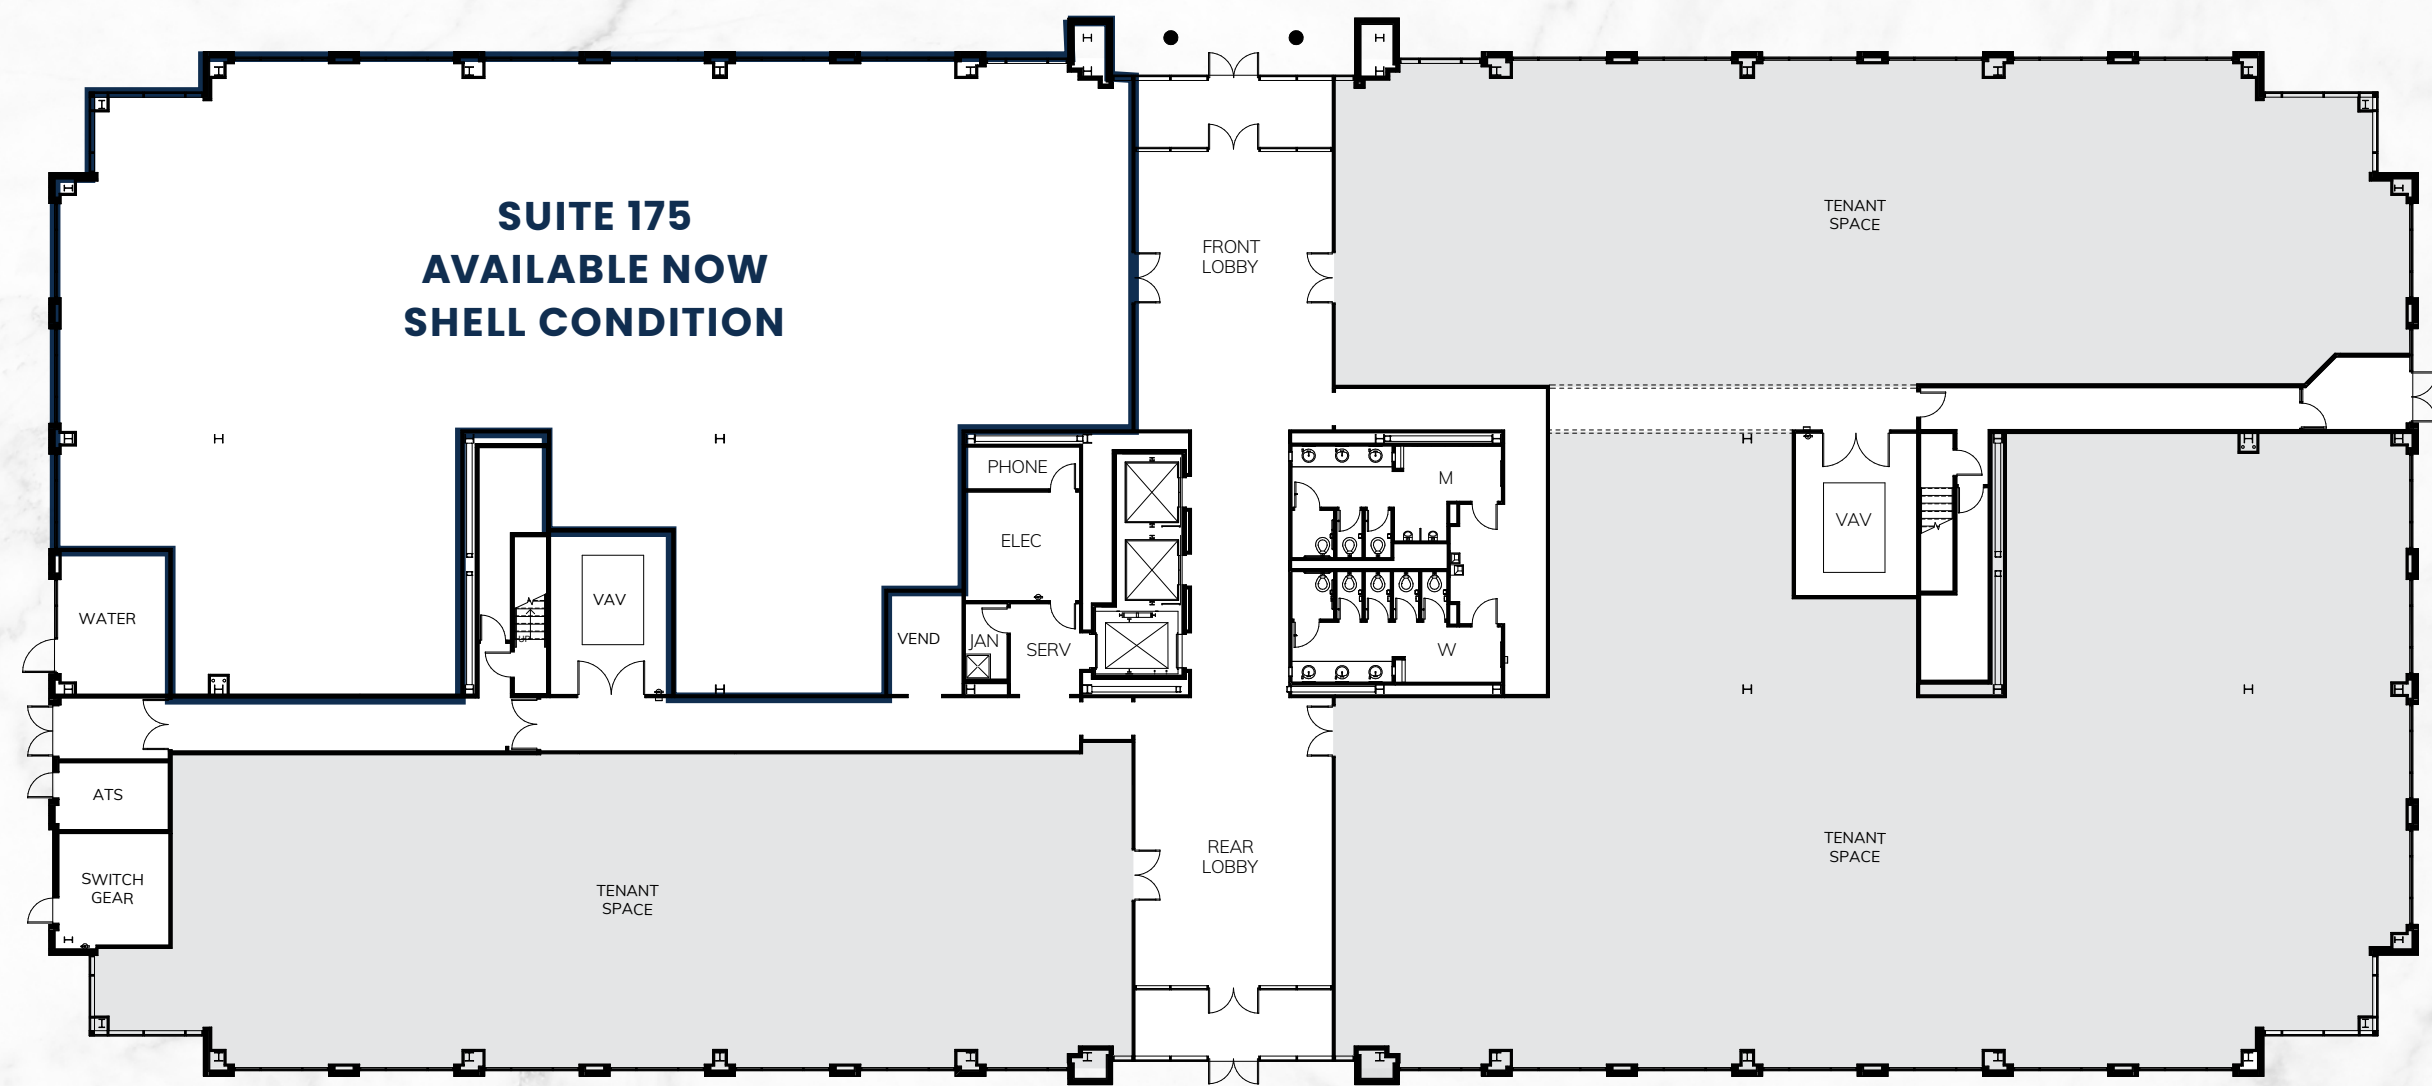 SUITE 175
AVAILABLE NOW
SHELL CONDITION
TENANT
SPACE
FRONT
LOBBY
PHONE
M
ELEC
VAV
VAV
WATER
UP
VEND
JAN
SERV
W
ATS
SWITCH
GEAR
TENANT
SPACE
REAR
LOBBY
TENANT
SPACE